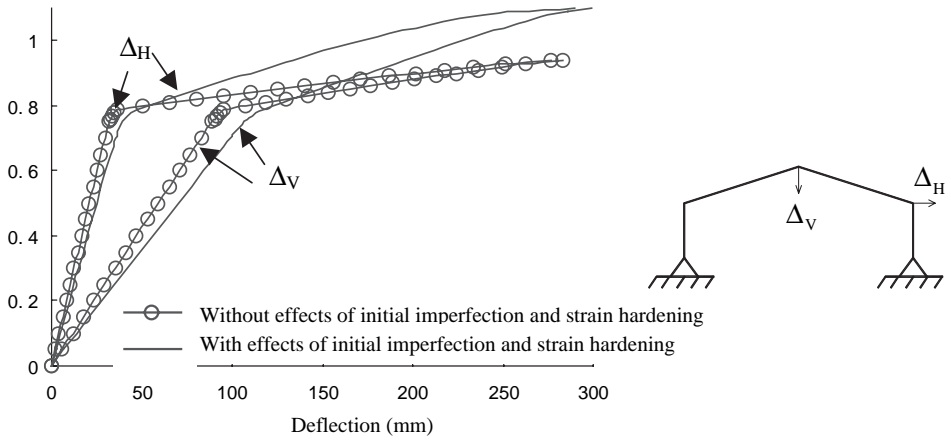 1
0.8
0.6
0.4
0.2
0
Δ_H
Δ_V
Without effects of initial imperfection and strain hardening
With effects of initial imperfection and strain hardening
0 50 100 150 200 250 300
Deflection (mm)
Δ_H
Δ_V